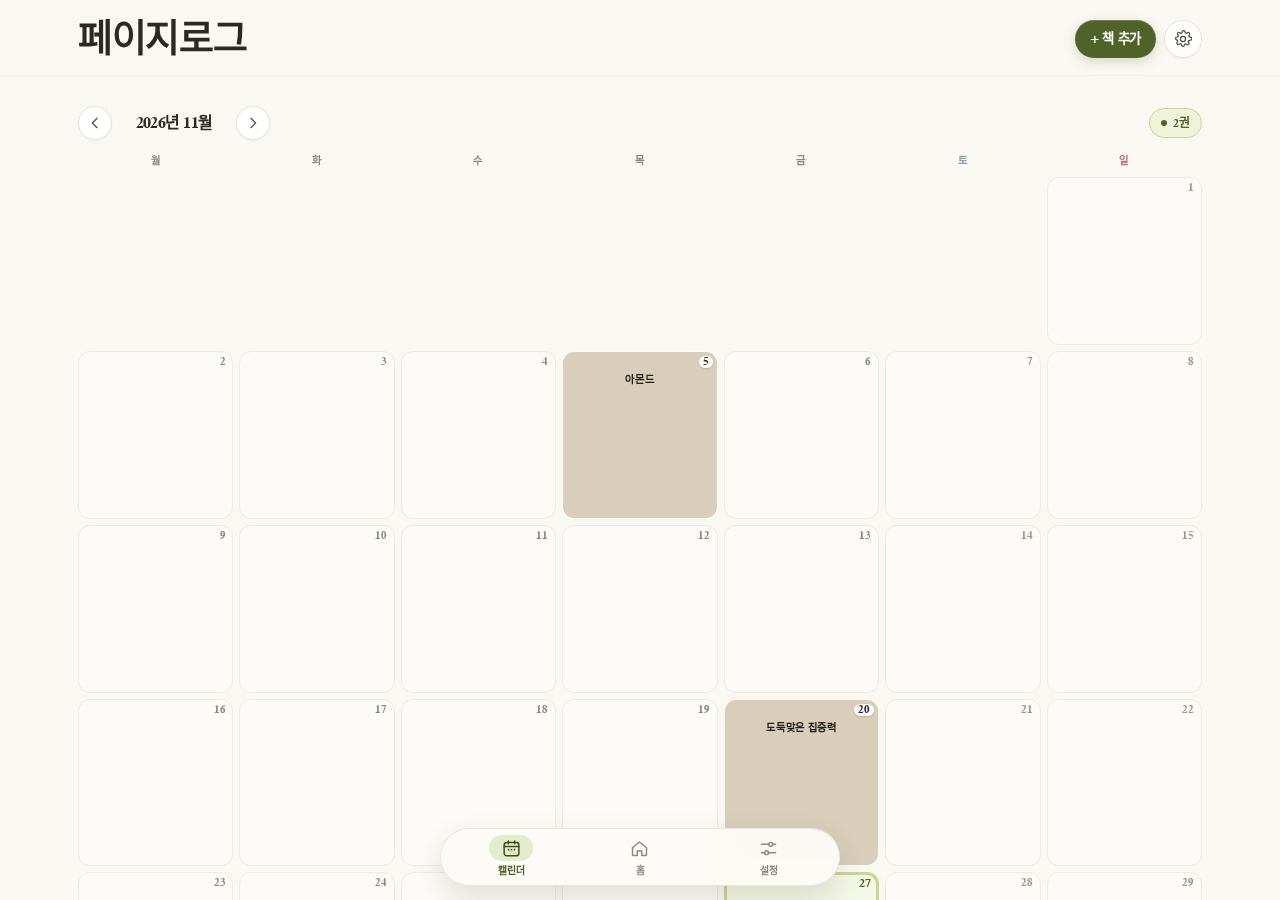 페이지로그
+ 책 추가
2026년 11월
2권
월 화 수 목 금 토 일
1
2 3 4 5 6 7 8
아몬드
9 10 11 12 13 14 15
16 17 18 19 20 21 22
도둑맞은 집중력
캘린더 홈 설정
23 24 27 28 29